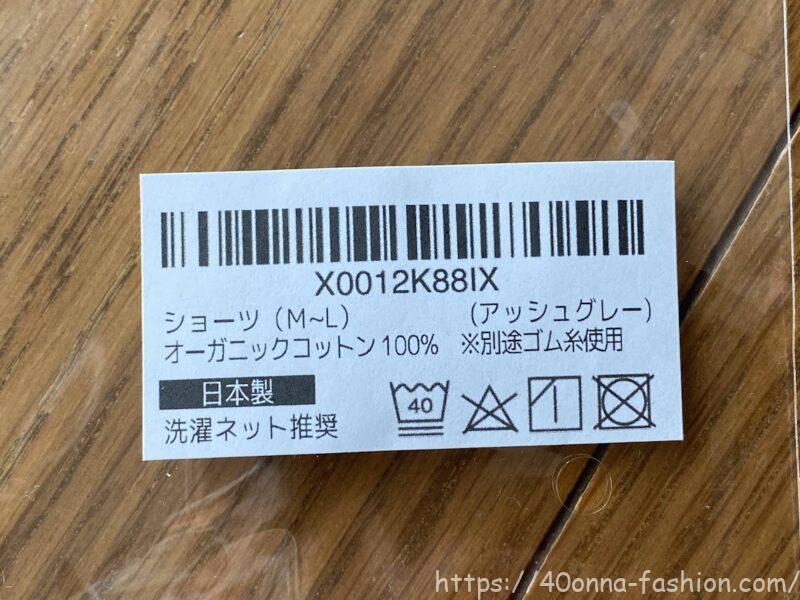 X0012K88IX
ショーツ（M~L） （アッシュグレー）
オーガニックコットン100% ※別途ゴム糸使用
日本製
洗濯ネット推奨
40
https://40onna-fashion.com/